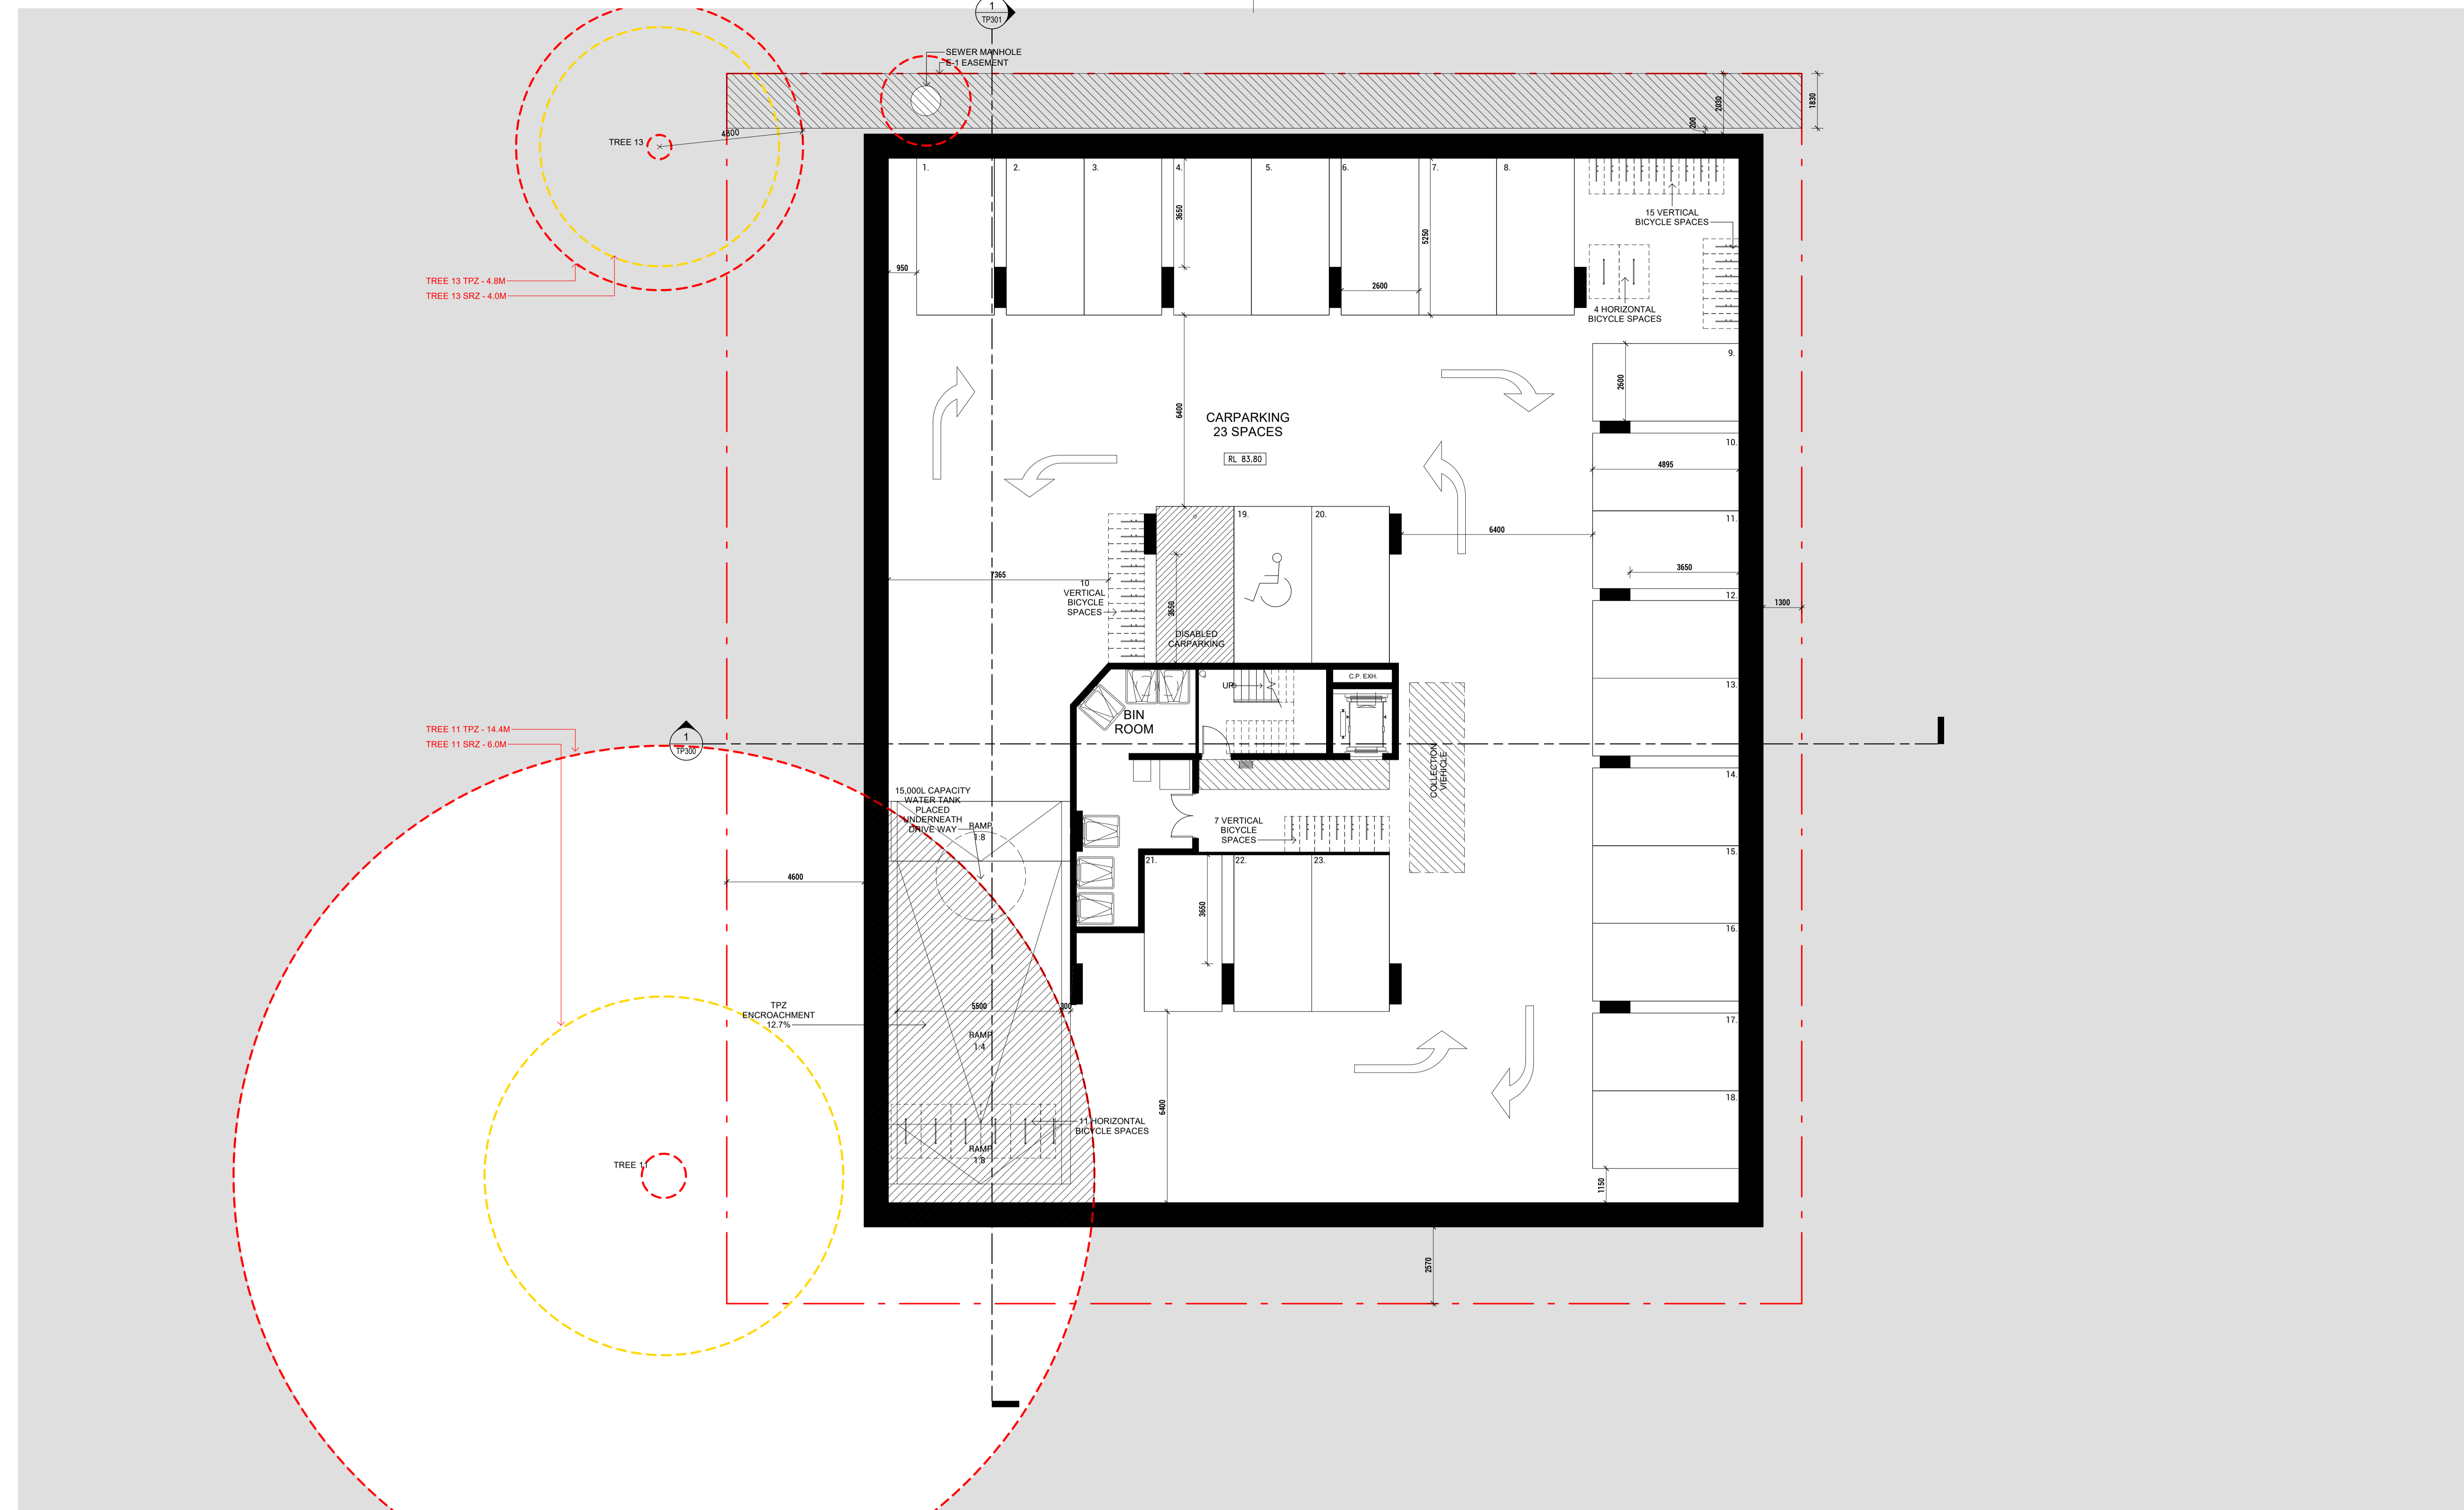 1
TP301
SEWER MANHOLE
E-1 EASEMENT
2030
1830
200
4800
TREE 13
1.
2.
3.
4.
5.
6.
7.
8.
3650
5250
15 VERTICAL
BICYCLE SPACES
950
2600
TREE 13 TPZ - 4.8M
TREE 13 SRZ - 4.0M
4 HORIZONTAL
BICYCLE SPACES
9.
2600
6400
CARPARKING
23 SPACES
RL 83.80
10.
4895
19.
20.
11.
6400
7365
3650
10
VERTICAL
BICYCLE
SPACES
3650
12.
1300
DISABLED
CARPARKING
C.P. EXH.
UP
13.
BIN
ROOM
TREE 11 TPZ - 14.4M
TREE 11 SRZ - 6.0M
1
TP300
COLLECTION
VIEHICLE
14.
15,000L CAPACITY
WATER TANK
PLACED
UNDERNEATH
DRIVE WAY
RAMP
1:8
7 VERTICAL
BICYCLE
SPACES
15.
21.
22.
23.
4600
3650
16.
TPZ
ENCROACHMENT
12.7%
5500
300
17.
RAMP
1:4
18.
6400
11 HORIZONTAL
BICYCLE SPACES
RAMP
1:8
TREE 11
1150
2570